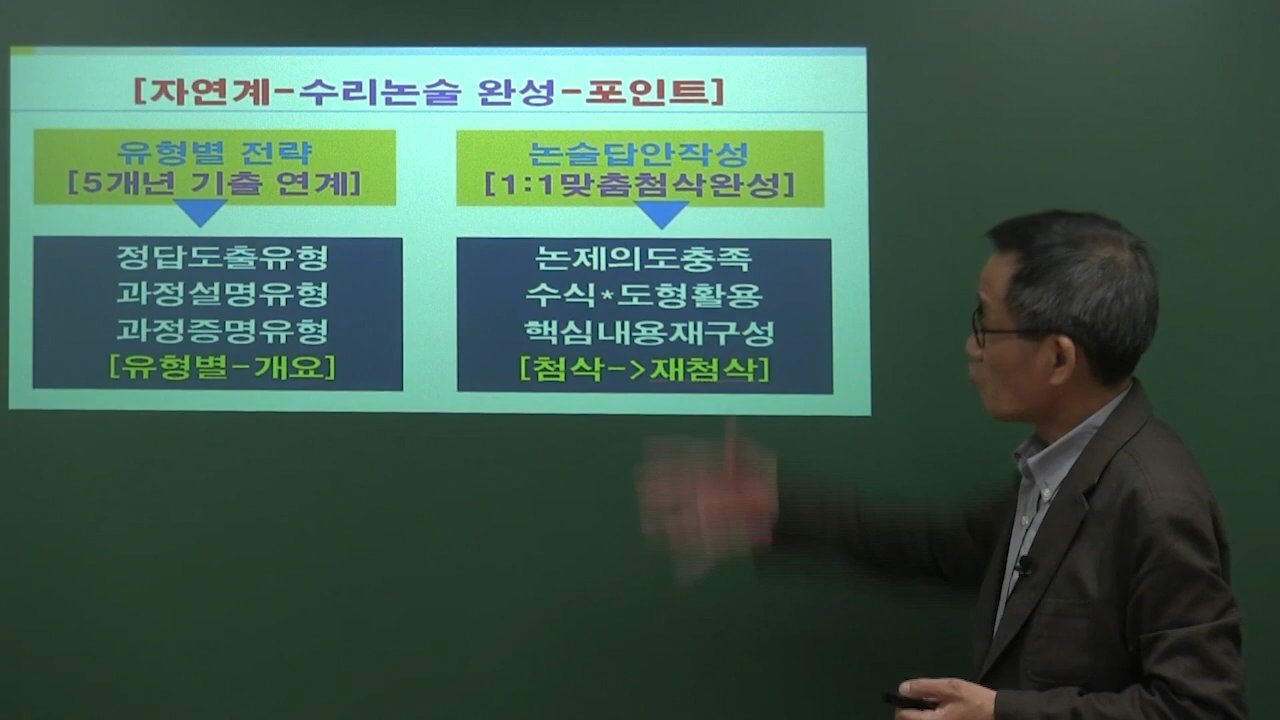 [자연계-수리논술 완성-포인트]
유형별 전략
[5개년 기출 연계]
정답도출유형
과정설명유형
과정증명유형
[유형별-개요]
논술답안작성
[1:1맞춤첨삭완성]
논제의도충족
수식*도형활용
핵심내용재구성
[첨삭->재첨삭]